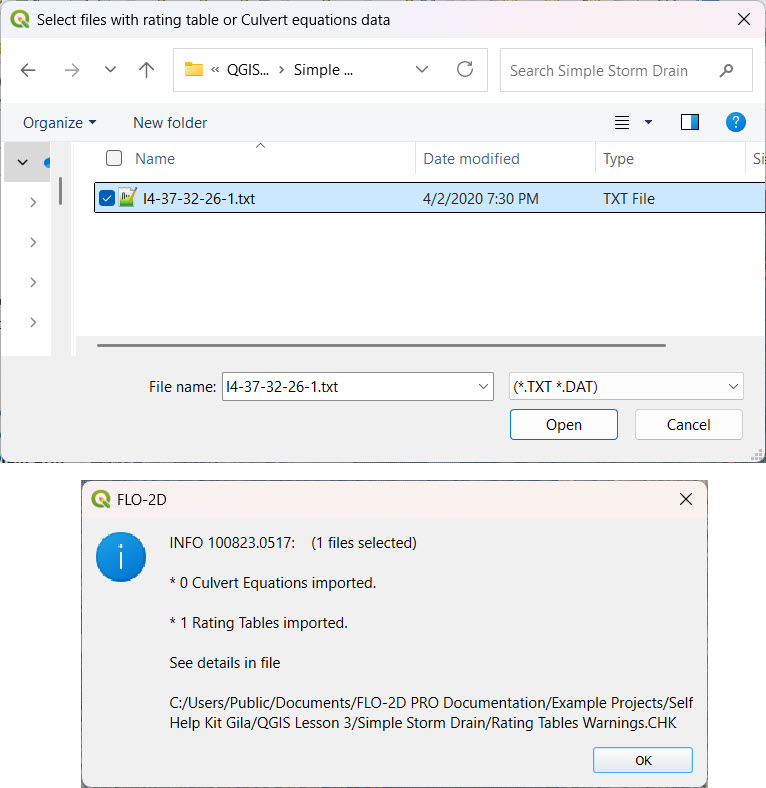 Select files with rating table or Culvert equations data
« QGIS... > Simple ...
Search Simple Storm Drain
Organize
New folder
?
Name
Date modified
Type
Si
I4-37-32-26-1.txt
4/2/2020 7:30 PM
TXT File
File name:
I4-37-32-26-1.txt
(*.TXT *.DAT)
Open
Cancel
FLO-2D
INFO 100823.0517: (1 files selected)
* 0 Culvert Equations imported.
* 1 Rating Tables imported.
See details in file
C:/Users/Public/Documents/FLO-2D PRO Documentation/Example Projects/Self
Help Kit Gila/QGIS Lesson 3/Simple Storm Drain/Rating Tables Warnings.CHK
OK